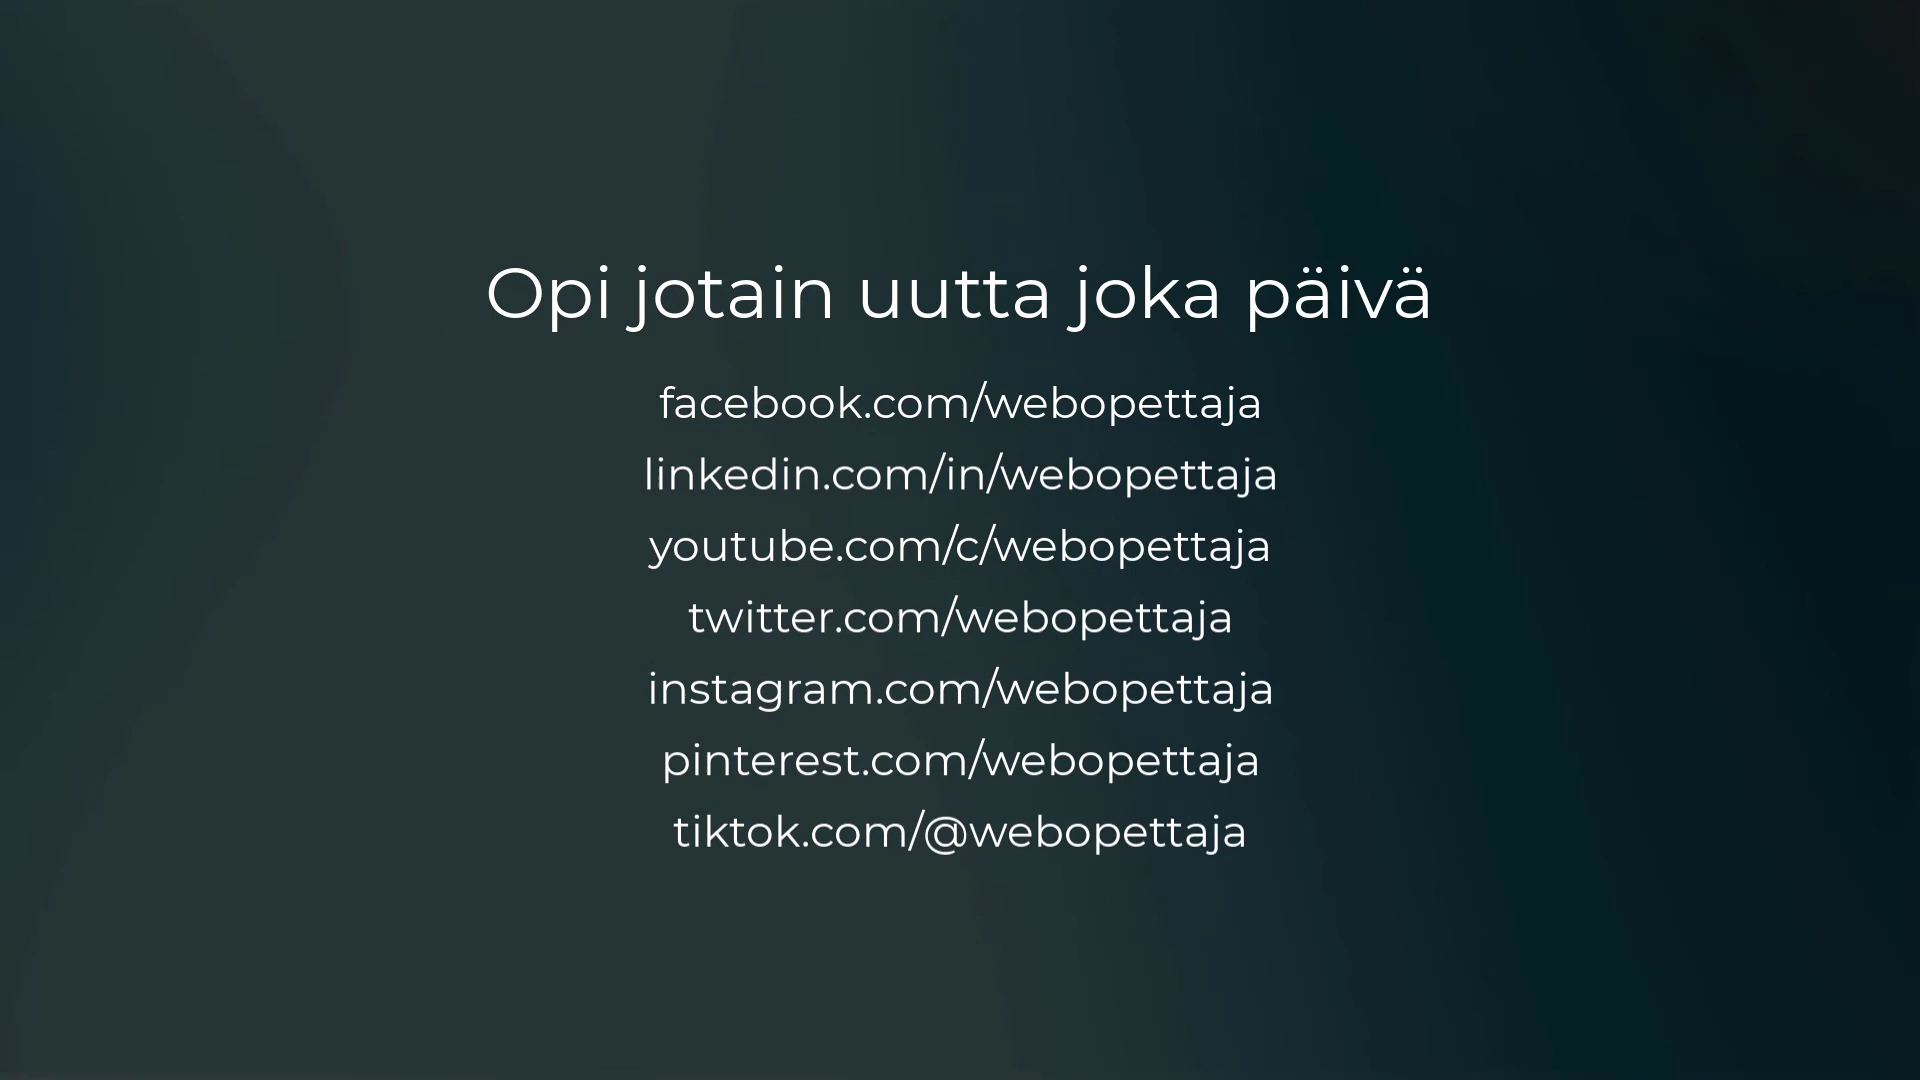 Opi jotain uutta joka päivä
facebook.com/webopettaja
linkedin.com/in/webopettaja
youtube.com/c/webopettaja
twitter.com/webopettaja
instagram.com/webopettaja
pinterest.com/webopettaja
tiktok.com/@webopettaja